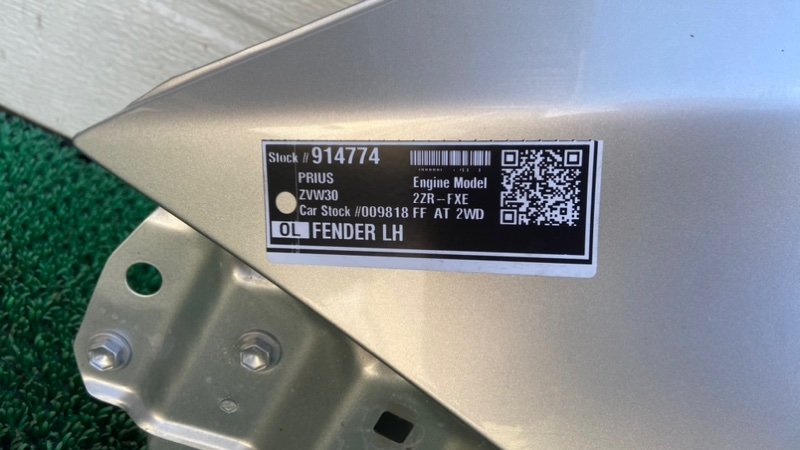 Stock # 914774
PRIUS
ZVW30 Engine Model
2ZR-FXE
Car Stock #009818 FF AT 2WD
OL FENDER LH